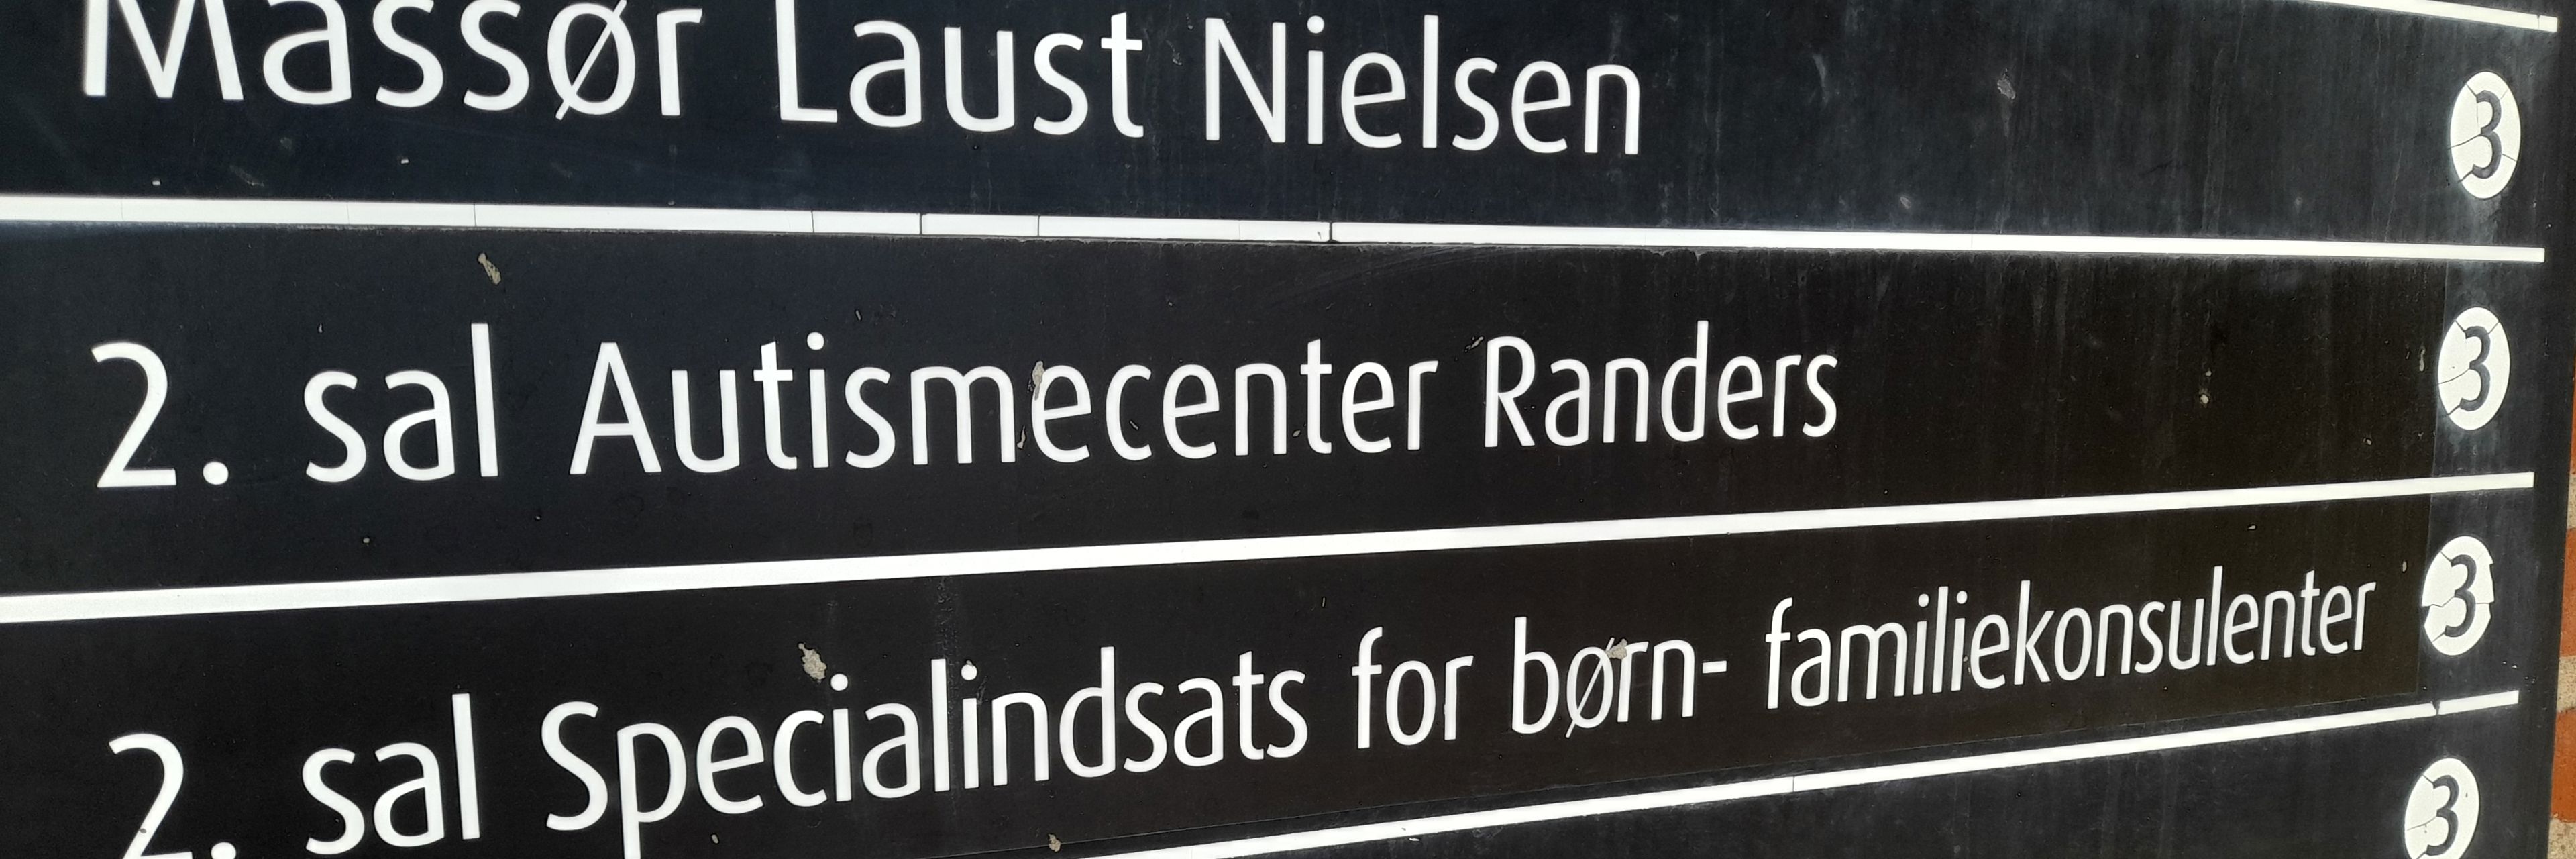 Massør Laust Nielsen 3
2. sal Autismecenter Randers 3
2. sal Specialindsats for børn- familiekonsulenter 3
3